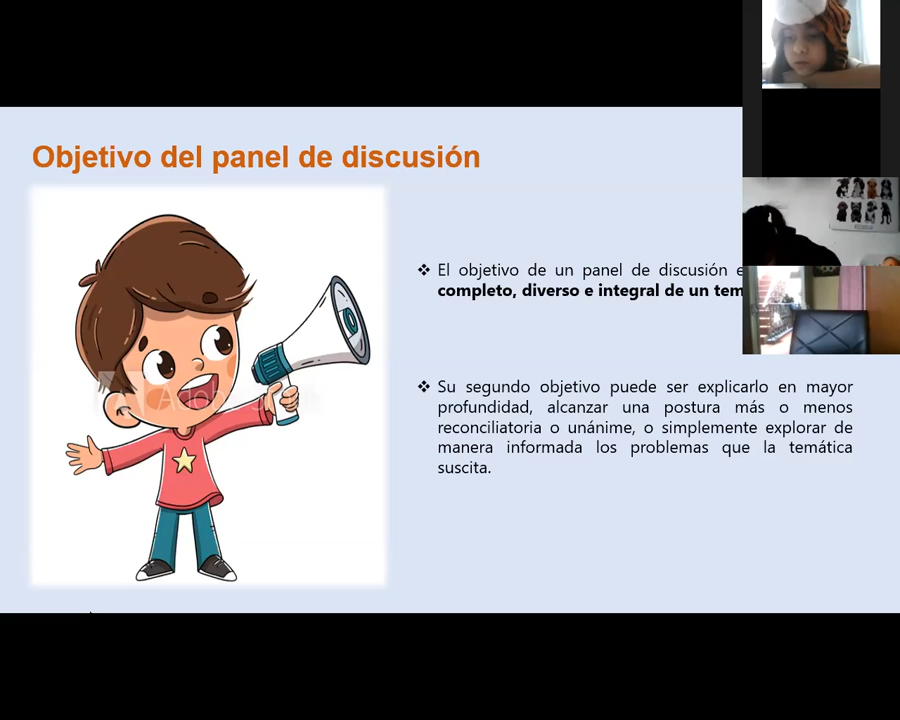 Objetivo del panel de discusión
❖ El objetivo de un panel de discusión
completo, diverso e integral de un
❖ Su segundo objetivo puede ser explicarlo en mayor
profundidad, alcanzar una postura más o menos
reconciliatoria o unánime, o simplemente explorar de
manera informada los problemas que la temática
suscita.